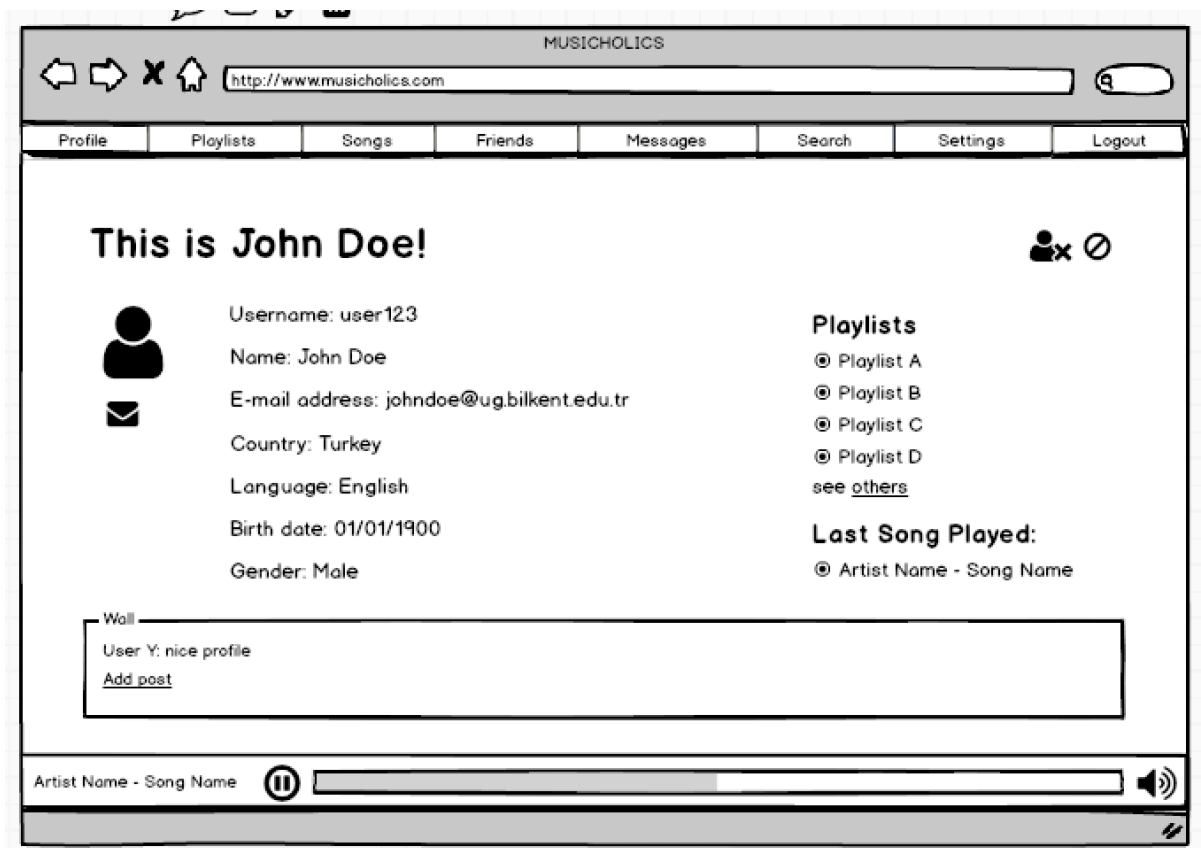 MUSICHOLICS
http://www.musicholics.com
Profile Playlists Songs Friends Messages Search Settings Logout
This is John Doe!
Username: user123
Name: John Doe
E-mail address: johndoe@ug.bilkent.edu.tr
Country: Turkey
Language: English
Birth date: 01/01/1900
Gender: Male
Playlists
Playlist A
Playlist B
Playlist C
Playlist D
see others
Last Song Played:
Artist Name - Song Name
Wall
User Y: nice profile
Add post
Artist Name - Song Name